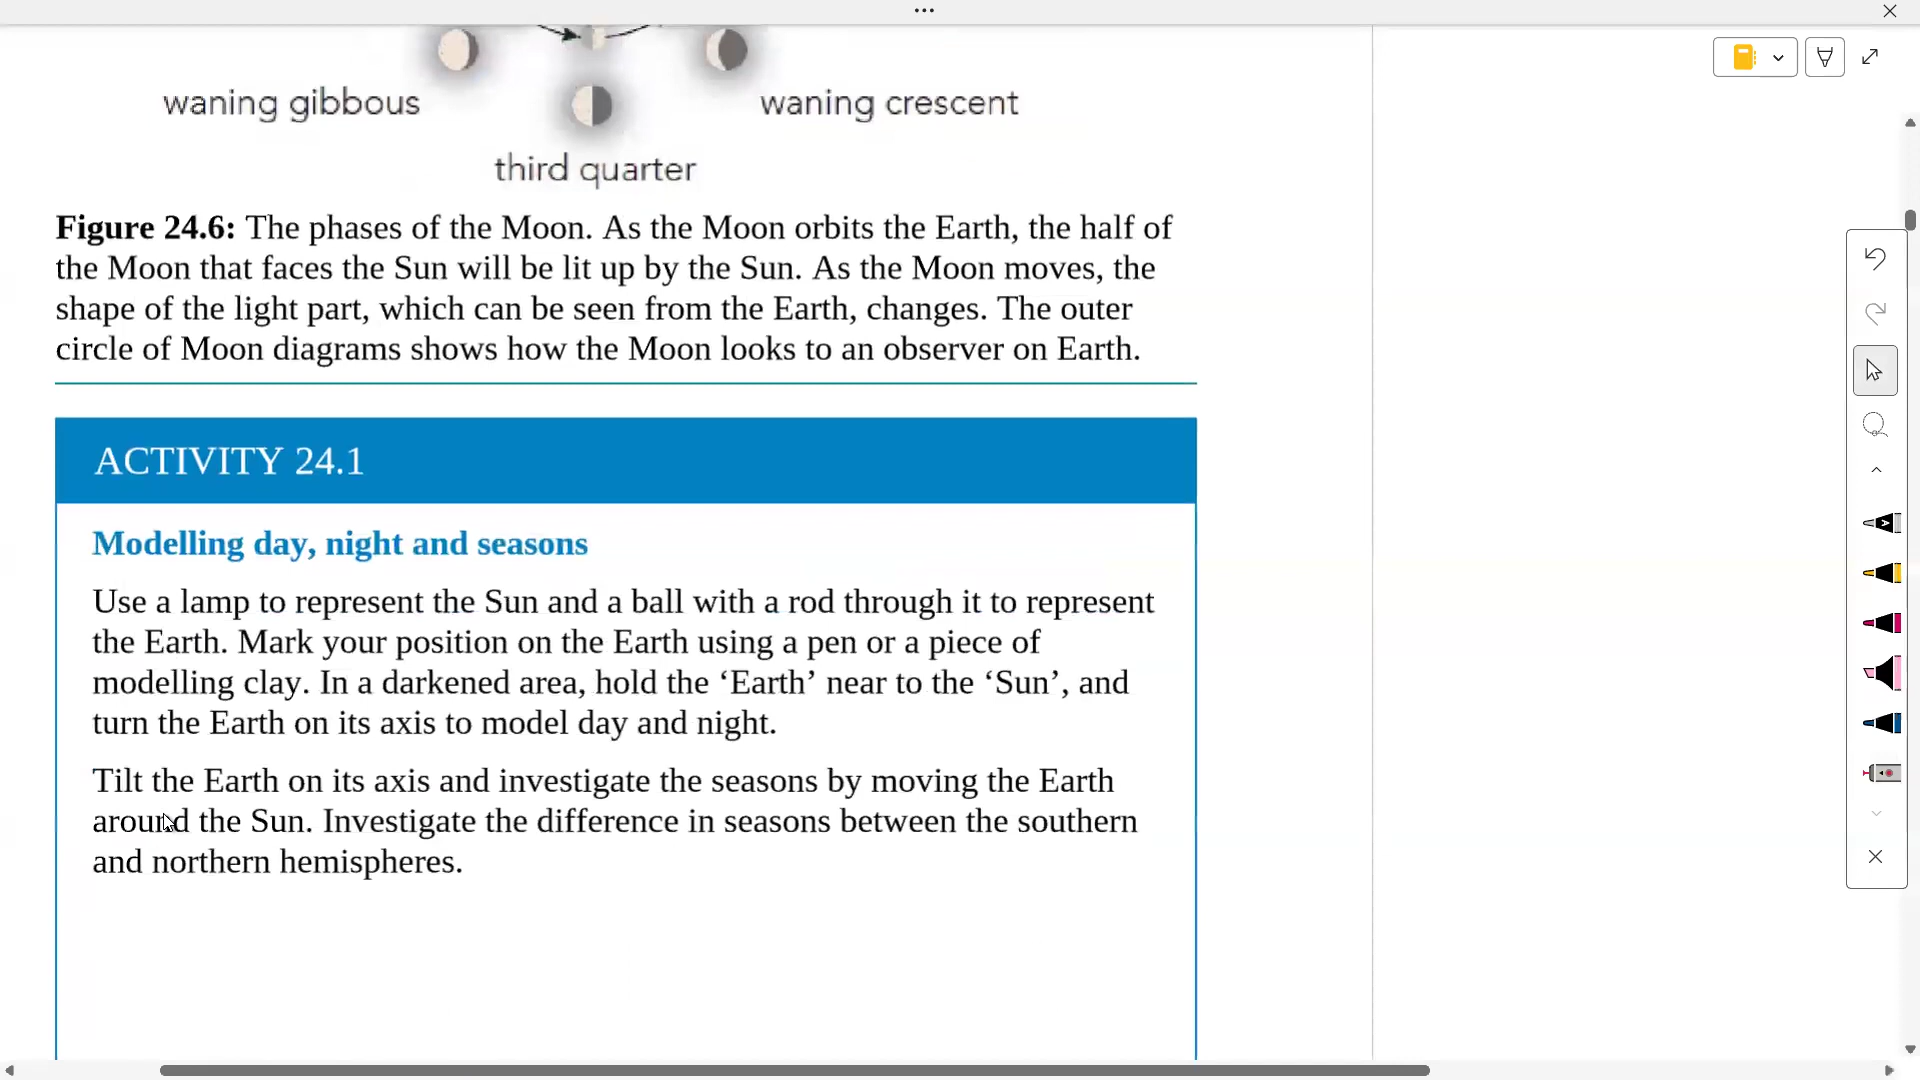 waning gibbous
waning crescent
third quarter
Figure 24.6: The phases of the Moon. As the Moon orbits the Earth, the half of
the Moon that faces the Sun will be lit up by the Sun. As the Moon moves, the
shape of the light part, which can be seen from the Earth, changes. The outer
circle of Moon diagrams shows how the Moon looks to an observer on Earth.
ACTIVITY 24.1
Modelling day, night and seasons
Use a lamp to represent the Sun and a ball with a rod through it to represent
the Earth. Mark your position on the Earth using a pen or a piece of
modelling clay. In a darkened area, hold the ‘Earth’ near to the ‘Sun’, and
turn the Earth on its axis to model day and night.
Tilt the Earth on its axis and investigate the seasons by moving the Earth
around the Sun. Investigate the difference in seasons between the southern
and northern hemispheres.